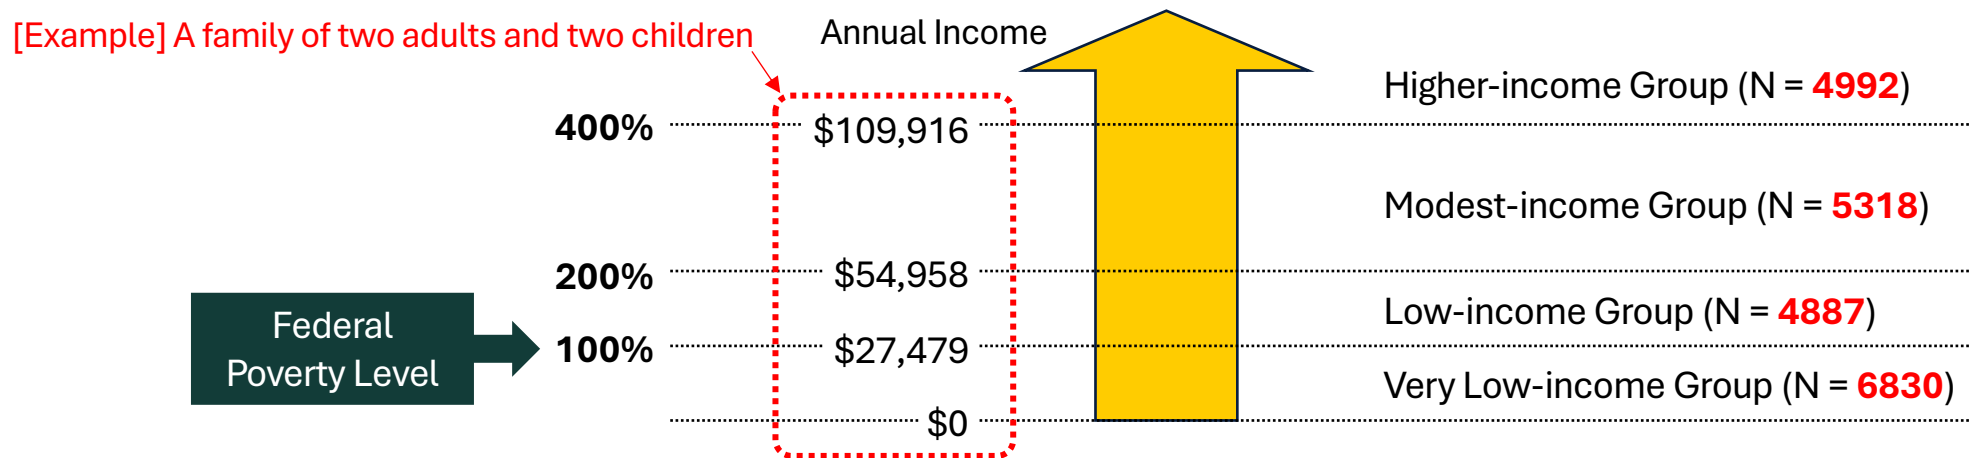 [Example] A family of two adults and two children
Annual Income
Higher-income Group (N = 4992)
400%
$109,916
Modest-income Group (N = 5318)
200%
$54,958
Low-income Group (N = 4887)
Federal
Poverty Level
100%
$27,479
Very Low-income Group (N = 6830)
$0